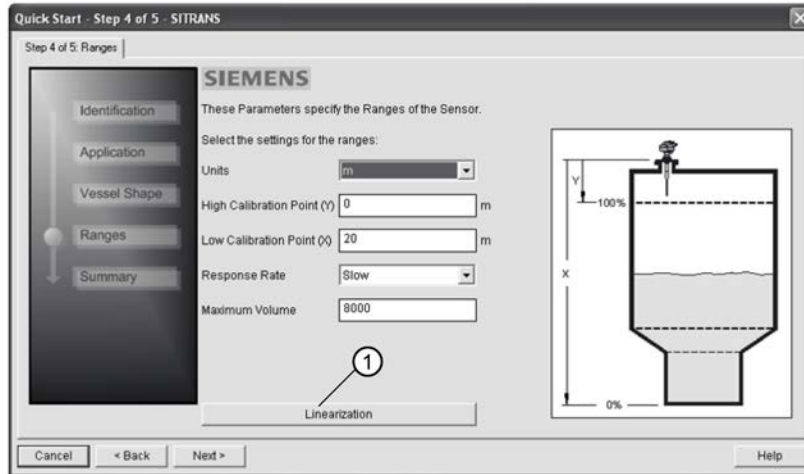 Quick Start - Step 4 of 5 - SITRANS
Step 4 of 5: Ranges
SIEMENS
Identification
Application
Vessel Shape
Ranges
Summary
These Parameters specify the Ranges of the Sensor.
Select the settings for the ranges:
Units m
High Calibration Point (Y) 0 m
Low Calibration Point (X) 20 m
Response Rate Slow
Maximum Volume 8000
1
Linearization
Y
100%
X
0%
Cancel < Back Next > Help